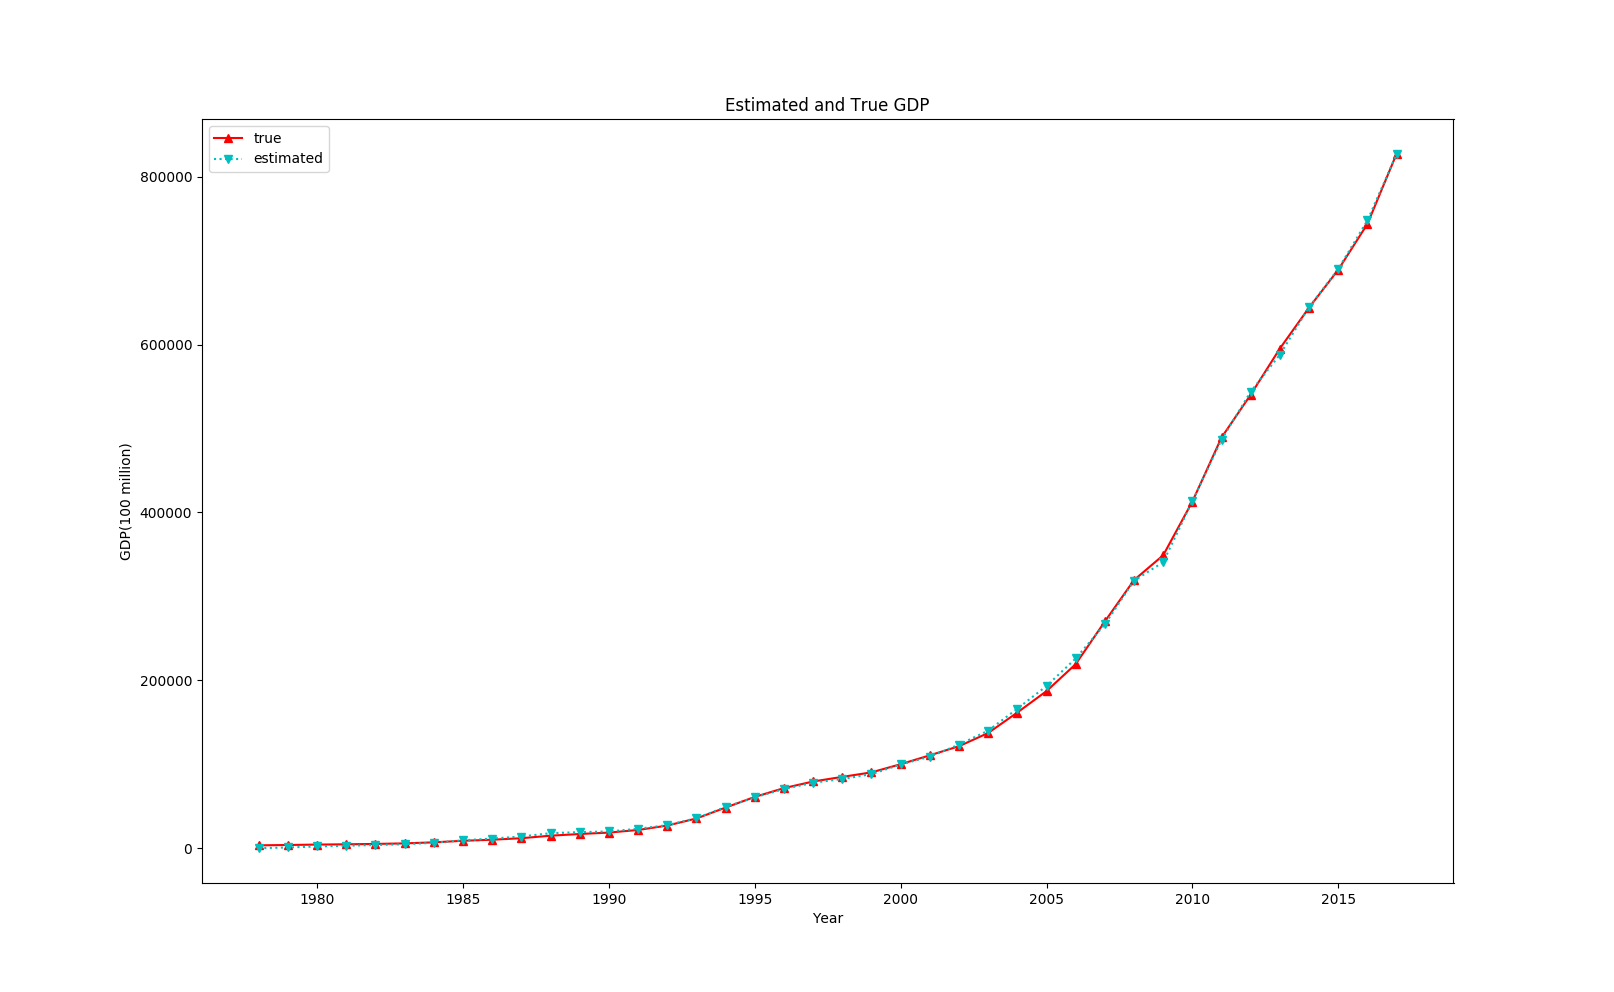 Estimated and True GDP
true
estimated
800000
600000
400000
200000
0
GDP(100 million)
1980 1985 1990 1995 2000 2005 2010 2015
Year